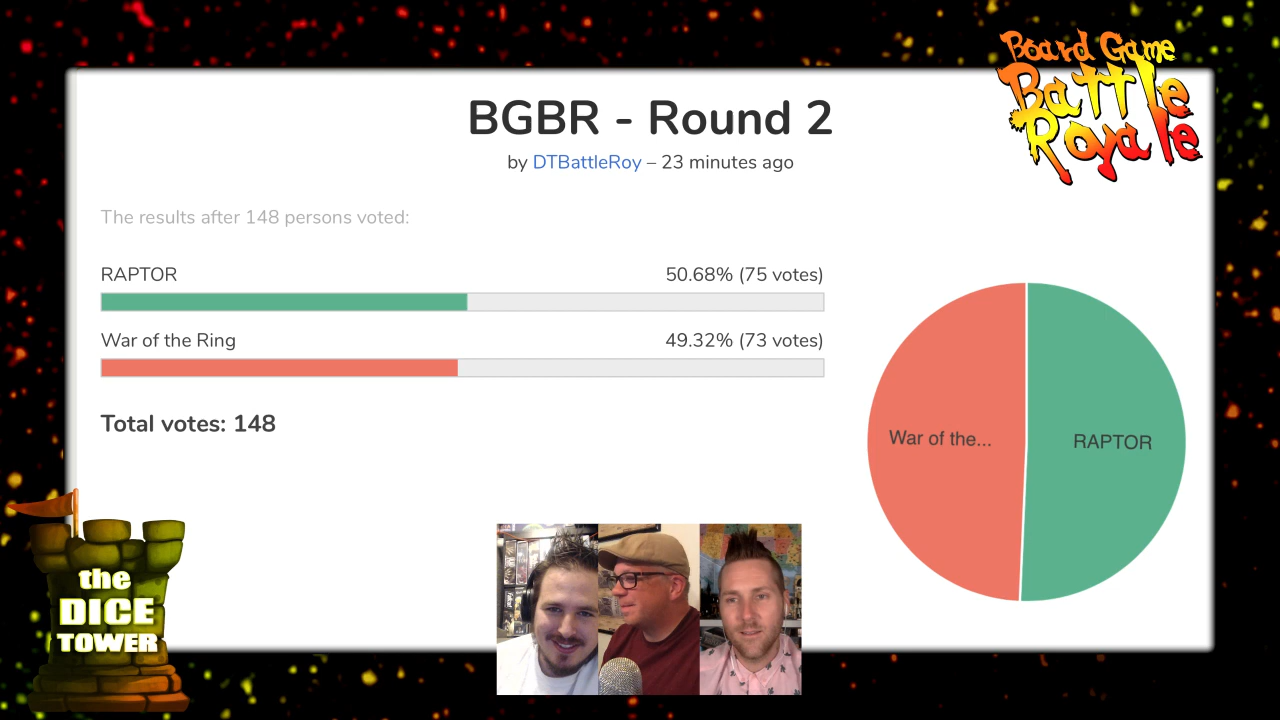 Board Game
Battle
Royale
BGBR - Round 2
by DTBattleRoy – 23 minutes ago
The results after 148 persons voted:
RAPTOR 50.68% (75 votes)
War of the Ring 49.32% (73 votes)
Total votes: 148
War of the...
RAPTOR
the
DICE
TOWER